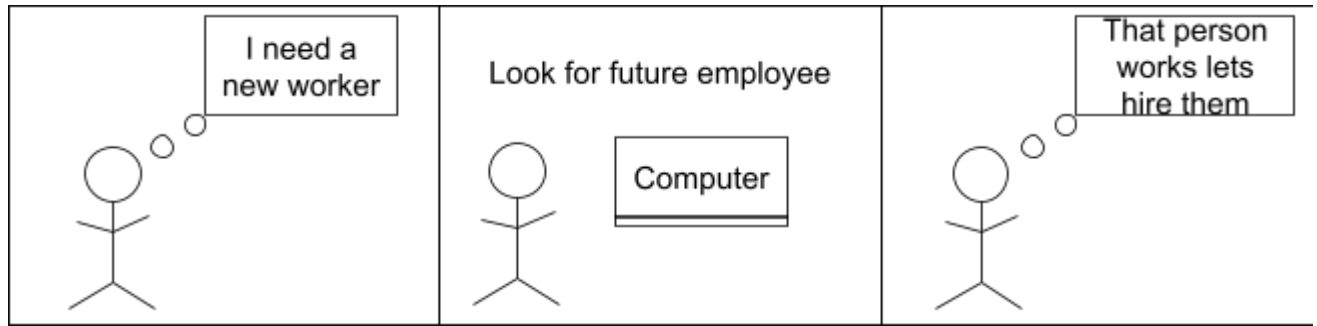 I need a
new worker
Look for future employee
Computer
That person
works lets
hire them